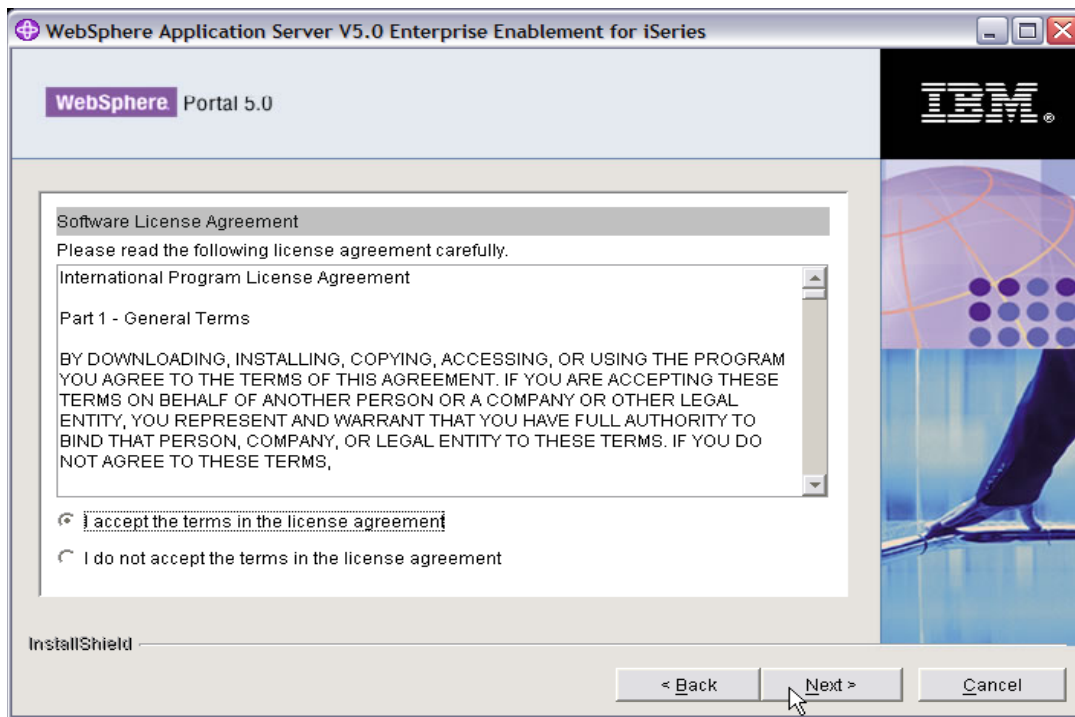 WebSphere Application Server V5.0 Enterprise Enablement for iSeries
WebSphere Portal 5.0
IBM®
Software License Agreement
Please read the following license agreement carefully.
International Program License Agreement
Part 1 - General Terms
BY DOWNLOADING, INSTALLING, COPYING, ACCESSING, OR USING THE PROGRAM
YOU AGREE TO THE TERMS OF THIS AGREEMENT. IF YOU ARE ACCEPTING THESE
TERMS ON BEHALF OF ANOTHER PERSON OR A COMPANY OR OTHER LEGAL
ENTITY, YOU REPRESENT AND WARRANT THAT YOU HAVE FULL AUTHORITY TO
BIND THAT PERSON, COMPANY, OR LEGAL ENTITY TO THESE TERMS. IF YOU DO
NOT AGREE TO THESE TERMS,
I accept the terms in the license agreement
I do not accept the terms in the license agreement
InstallShield
< Back
Next >
Cancel